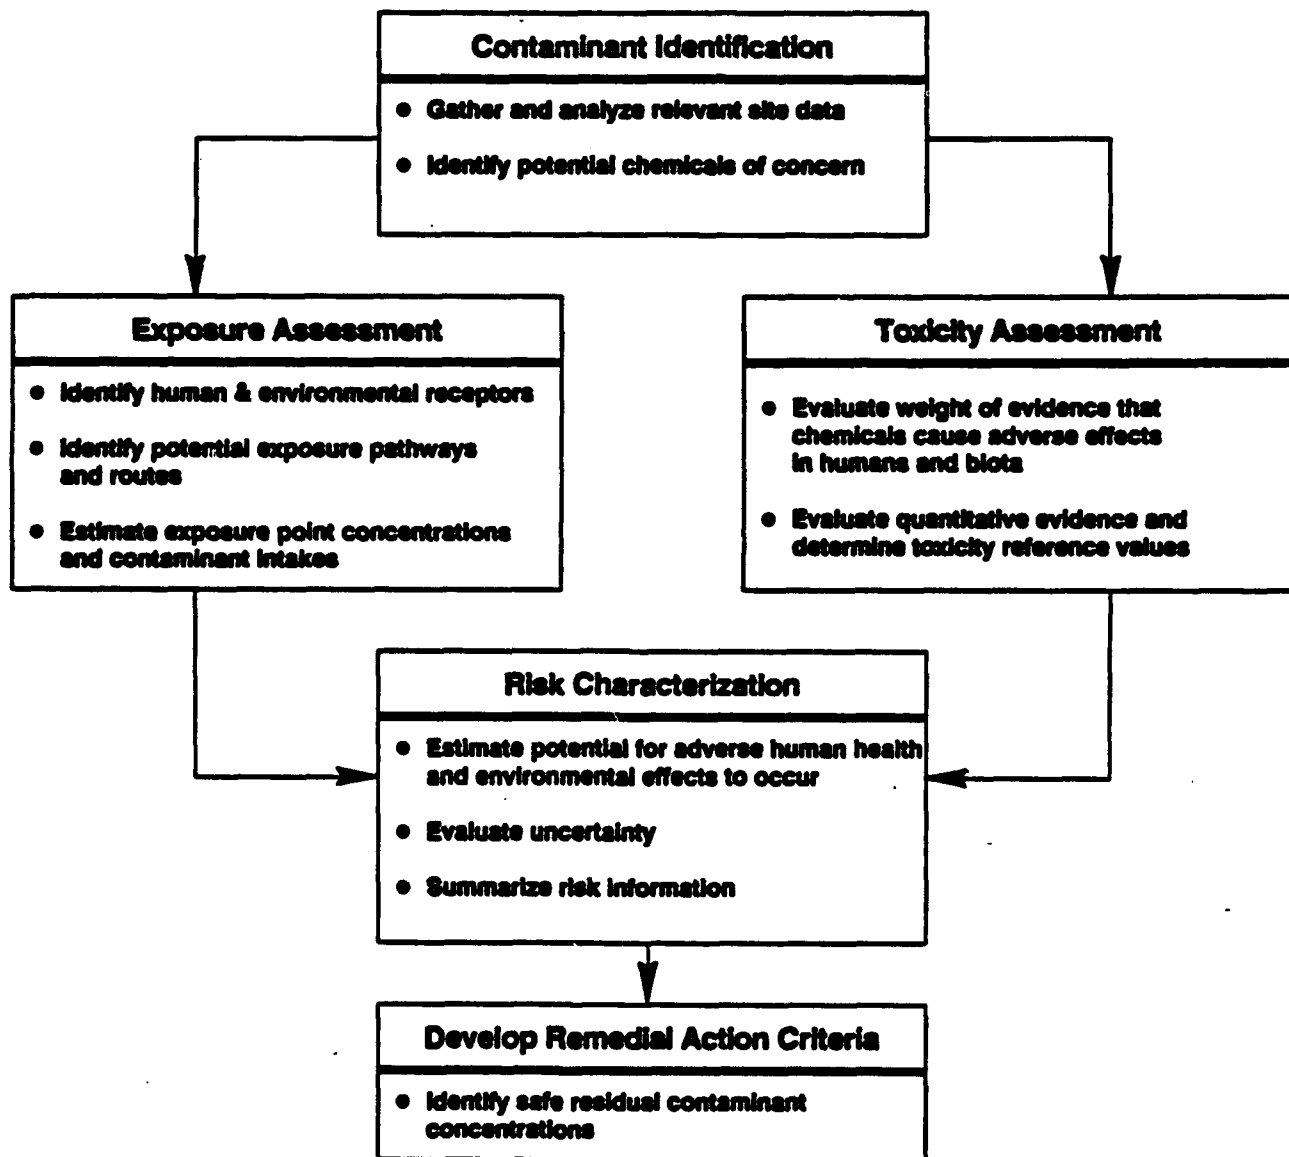 Contaminant Identification
● Gather and analyze relevant site data
● Identify potential chemicals of concern
Exposure Assessment
● Identify human & environmental receptors
● Identify potential exposure pathways
and routes
● Estimate exposure point concentrations
and contaminant intakes
Toxicity Assessment
● Evaluate weight of evidence that
chemicals cause adverse effects
in humans and biota
● Evaluate quantitative evidence and
determine toxicity reference values
Risk Characterization
● Estimate potential for adverse human health
and environmental effects to occur
● Evaluate uncertainty
● Summarize risk information
Develop Remedial Action Criteria
● Identify safe residual contaminant
concentrations